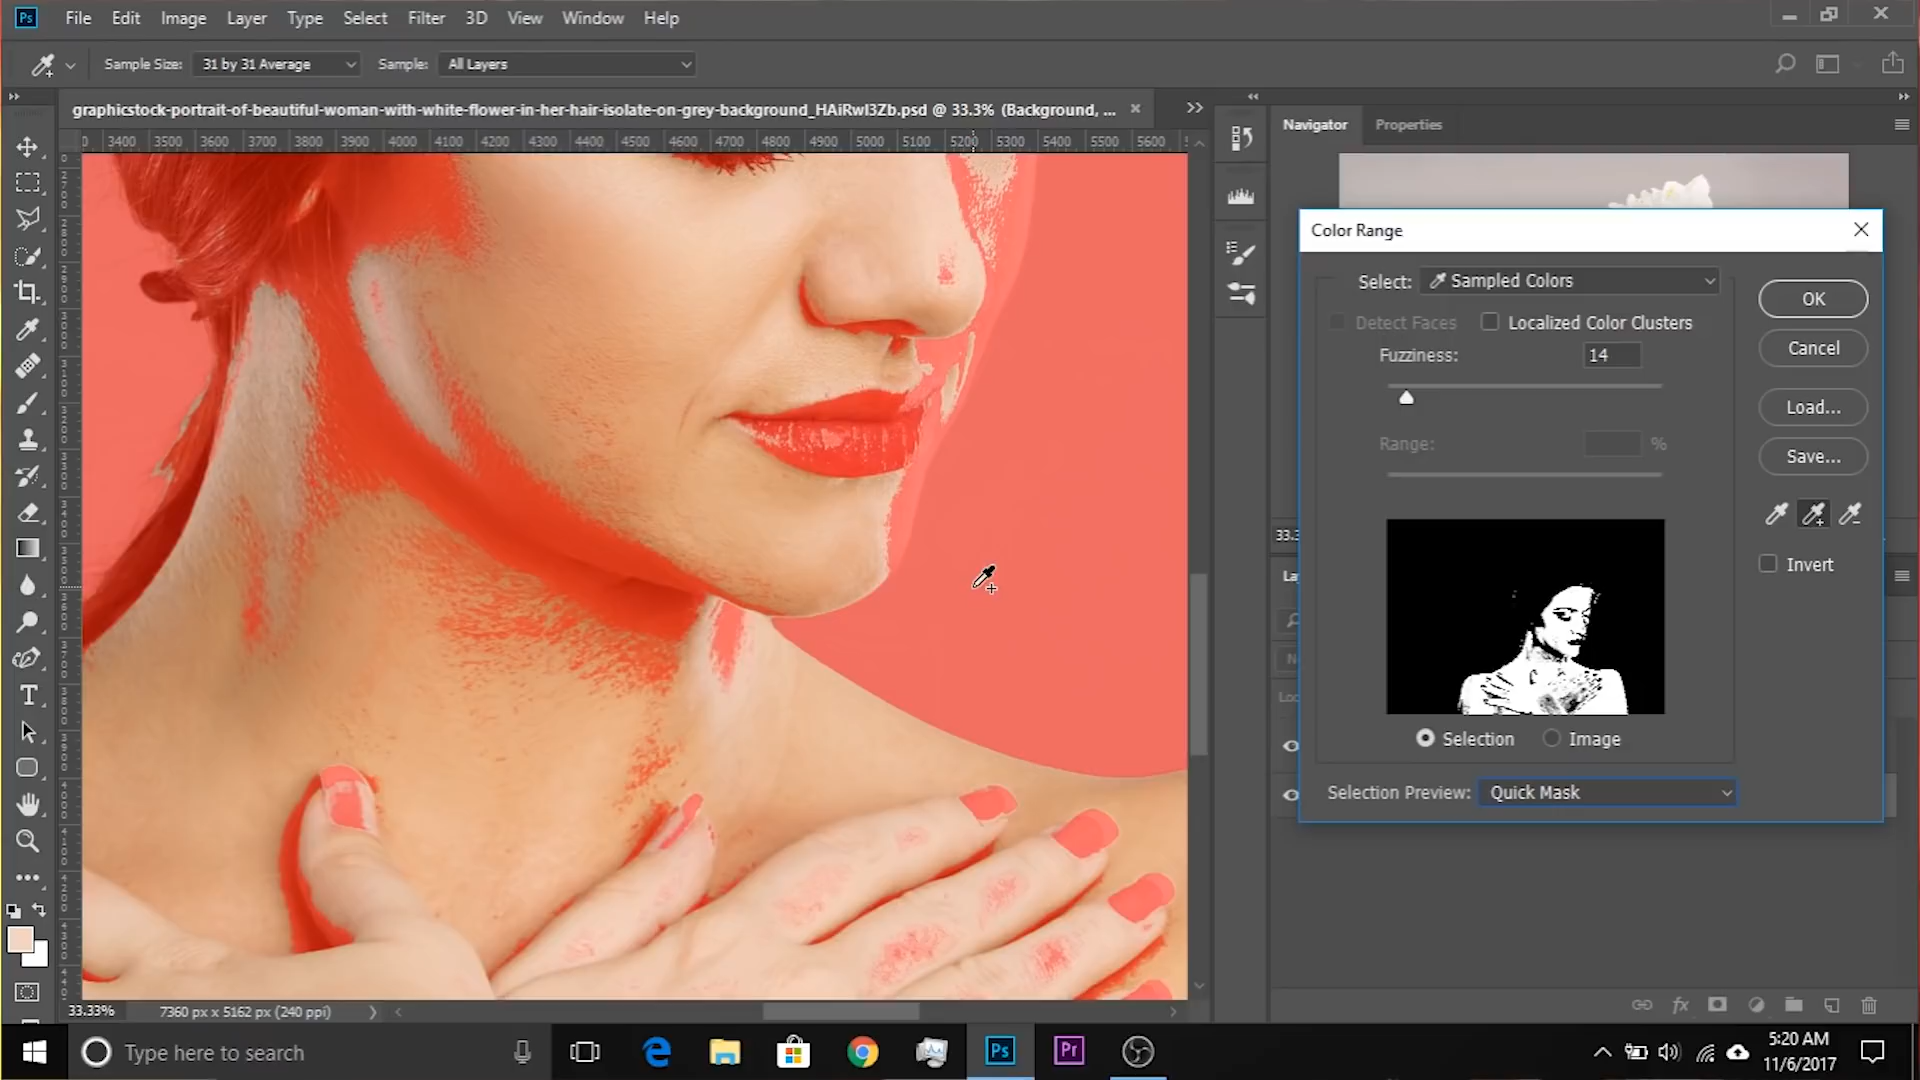 Ps File Edit Image Layer Type Select Filter 3D View Window Help
Sample Size: 31 by 31 Average Sample: All Layers
graphicstock-portrait-of-beautiful-woman-with-white-flower-in-her-hair-isolate-on-grey-background_HAiRwI3Zb.psd @ 33.3% (Background, ...
Navigator Properties
3400 3500 3600 3700 3800 3900 4000 4100 4200 4300 4400 4500 4600 4700 4800 4900 5000 5100 5200 5300 5400 5500 5600
Color Range
Select: Sampled Colors
Detect Faces Localized Color Clusters
Fuzziness: 14
Range: %
OK
Cancel
Load...
Save...
Invert
Selection Image
Selection Preview: Quick Mask
33.3
La
33.33% 7360 px x 5162 px (240 ppi)
fx
Type here to search
Ps Pr
5:20 AM
11/6/2017